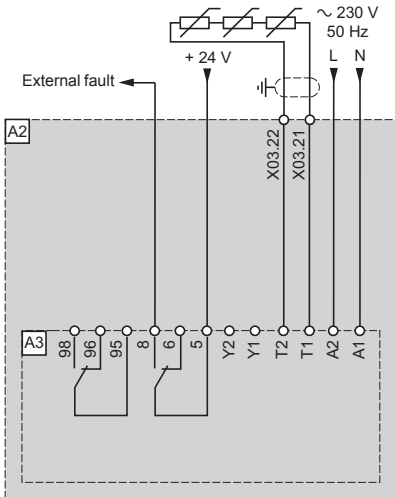 ∼ 230 V
50 Hz
+ 24 V
L
N
External fault
A2
X03.22
X03.21
A3
98
96
95
8
6
5
Y2
Y1
T2
T1
A2
A1